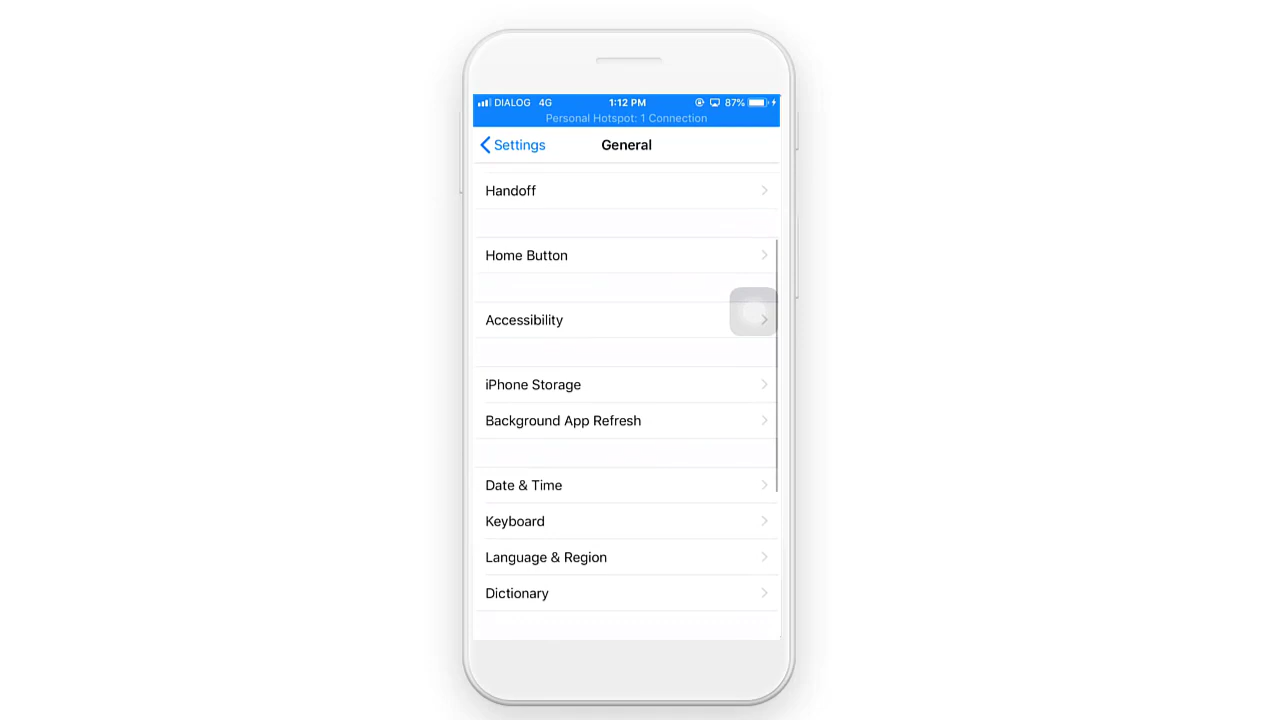 DIALOG 4G 1:12 PM 87%
Personal Hotspot: 1 Connection
Settings General
Handoff
Home Button
Accessibility
iPhone Storage
Background App Refresh
Date & Time
Keyboard
Language & Region
Dictionary